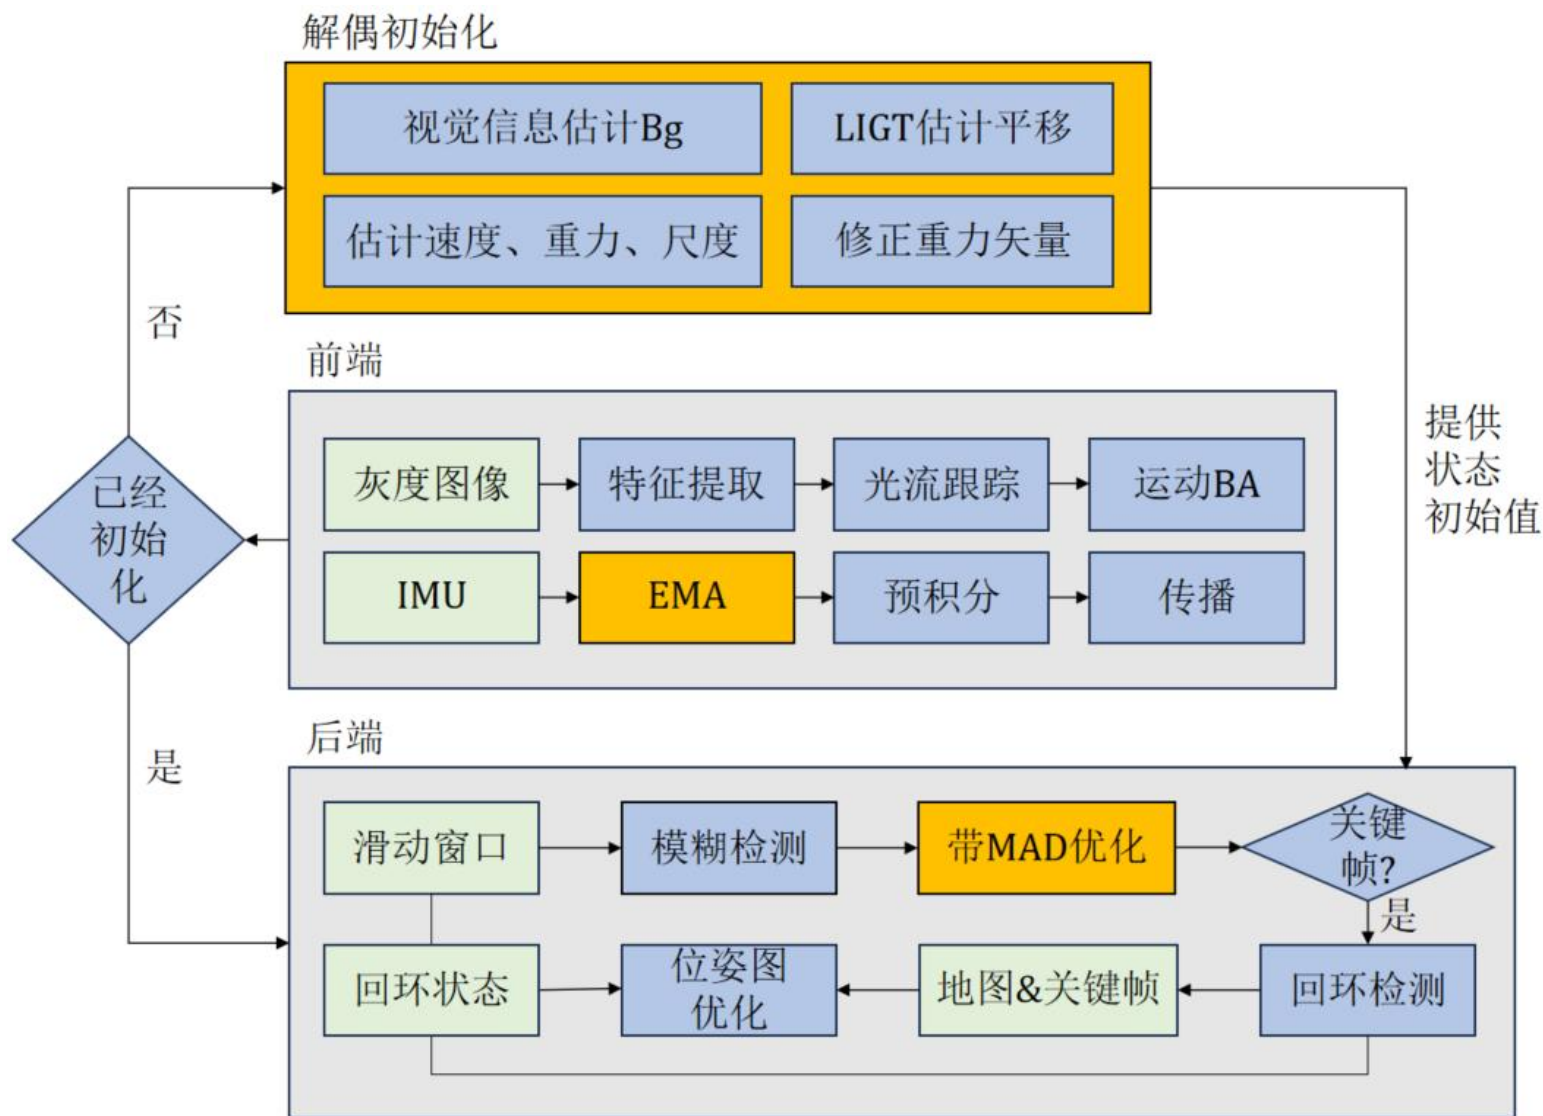 解偶初始化
视觉信息估计Bg
LIGT估计平移
估计速度、重力、尺度
修正重力矢量
否
前端
提供
状态
初始值
灰度图像
特征提取
光流跟踪
运动BA
已经
初始
化
IMU
EMA
预积分
传播
后端
是
滑动窗口
模糊检测
带MAD优化
关键
帧?
是
回环状态
位姿图
优化
地图&关键帧
回环检测